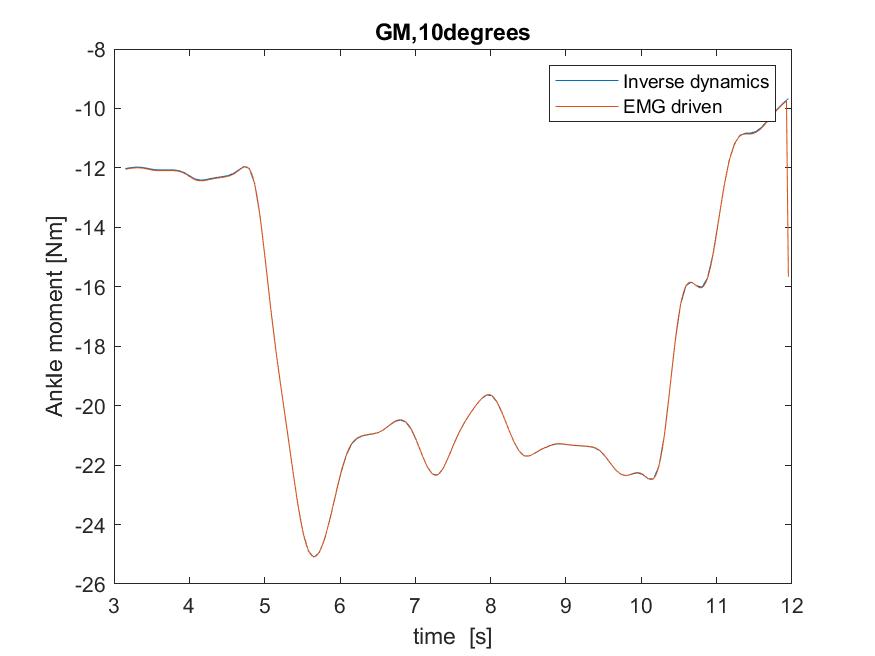 GM,10degrees
Inverse dynamics
EMG driven
Ankle moment [Nm]
-8
-10
-12
-14
-16
-18
-20
-22
-24
-26
3 4 5 6 7 8 9 10 11 12
time [s]